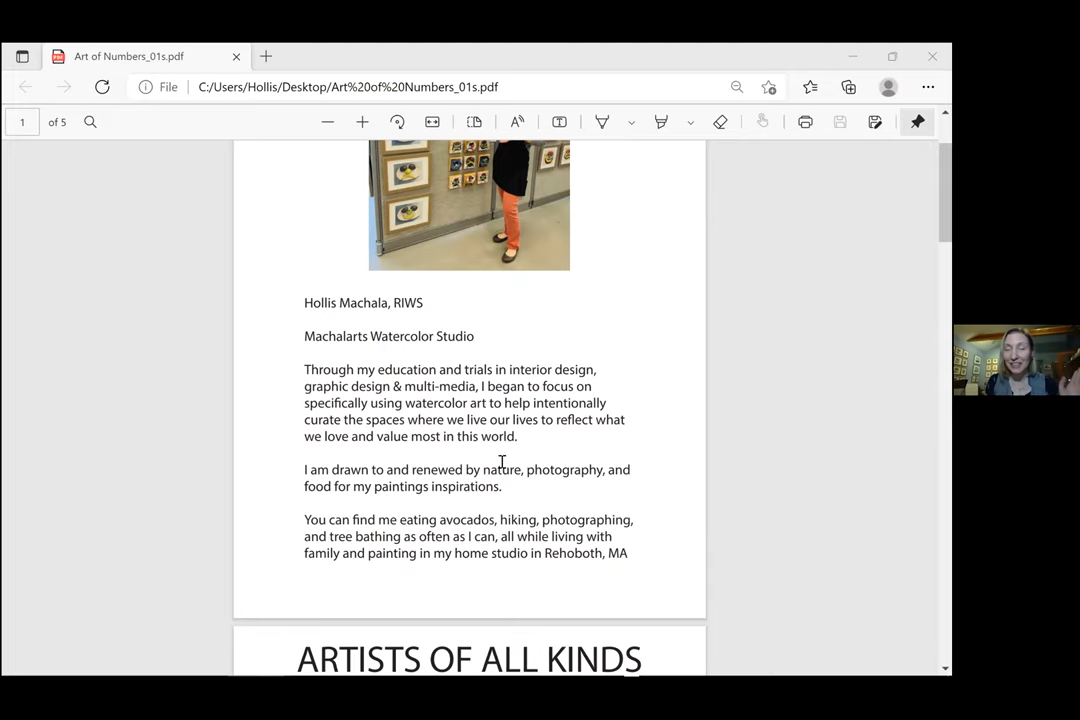 Art of Numbers_01s.pdf
File
C:/Users/Hollis/Desktop/Art%20of%20Numbers_01s.pdf
1 of 5
Hollis Machala, RIWS
Machalarts Watercolor Studio
Through my education and trials in interior design,
graphic design & multi-media, I began to focus on
specifically using watercolor art to help intentionally
curate the spaces where we live our lives to reflect what
we love and value most in this world.
I am drawn to and renewed by nature, photography, and
food for my paintings inspirations.
You can find me eating avocados, hiking, photographing,
and tree bathing as often as I can, all while living with
family and painting in my home studio in Rehoboth, MA
ARTISTS OF ALL KINDS